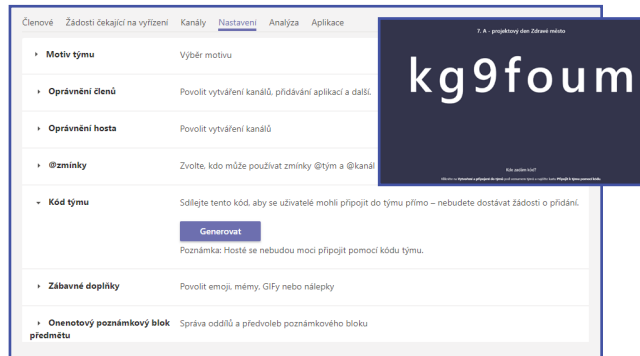 Členové Žádosti čekající na vyřízení Kanály Nastavení Analýza Aplikace
Motiv týmu Výběr motivu
Oprávnění členů Povolit vytváření kanálů, přidávání aplikací a další.
Oprávnění hosta Povolit vytváření kanálů
@zmínky Zvolte, kdo může používat zmínky @tým a @kanál
Kód týmu Sdílejte tento kód, aby se uživatelé mohli připojit do týmu přímo – nebudete dostávat žádosti o přidání.
Generovat
Poznámka: Hosté se nebudou moci připojit pomocí kódu týmu.
Zábavné doplňky Povolit emoji, mémy, GIFy nebo nálepky
Onenotový poznámkový blok předmětu Správa oddílů a předvoleb poznámkového bloku
7. A - projektový den Zdravé město
kg9foum
Kde zadám kód?